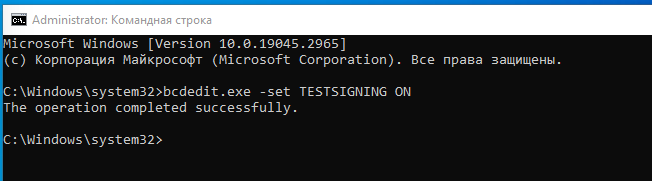 Administrator: Командная строка
Microsoft Windows [Version 10.0.19045.2965]
(c) Корпорация Майкрософт (Microsoft Corporation). Все права защищены.
C:\Windows\system32>bcdedit.exe -set TESTSIGNING ON
The operation completed successfully.
C:\Windows\system32>